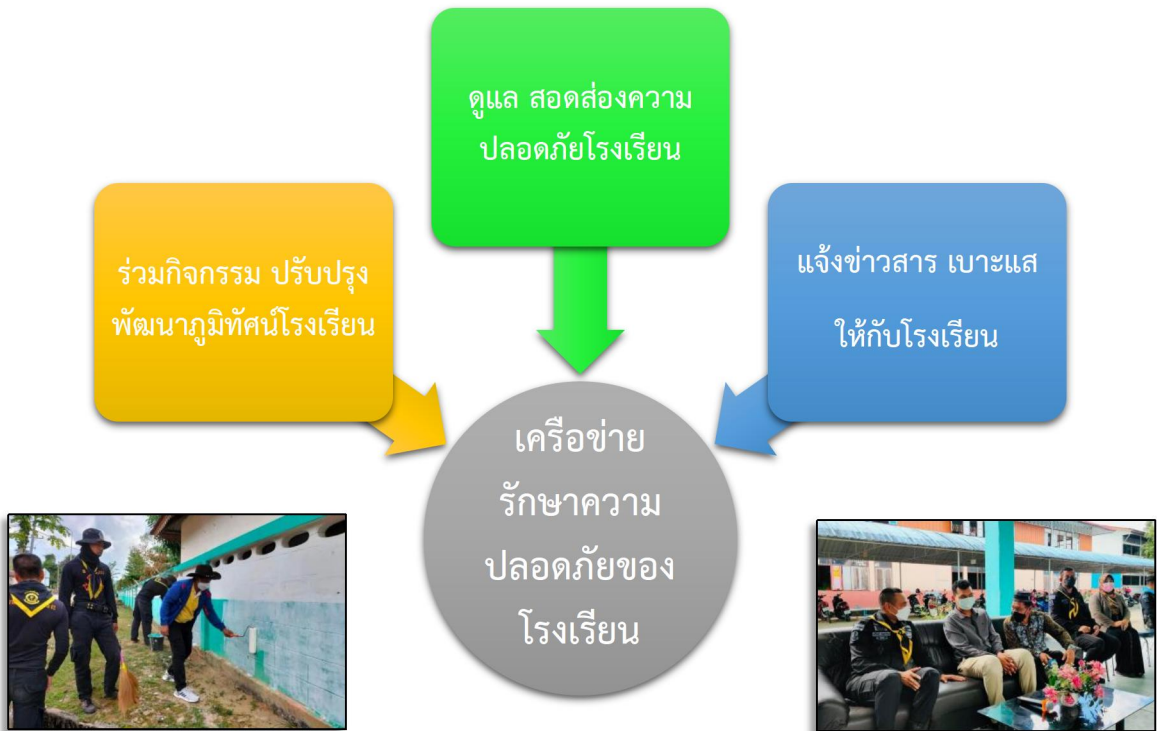 ดูแล สอดส่องความ
ปลอดภัยโรงเรียน
ร่วมกิจกรรม ปรับปรุง
พัฒนาภูมิทัศน์โรงเรียน
แจ้งข่าวสาร เบาะแส
ให้กับโรงเรียน
เครือข่าย
รักษาความ
ปลอดภัยของ
โรงเรียน